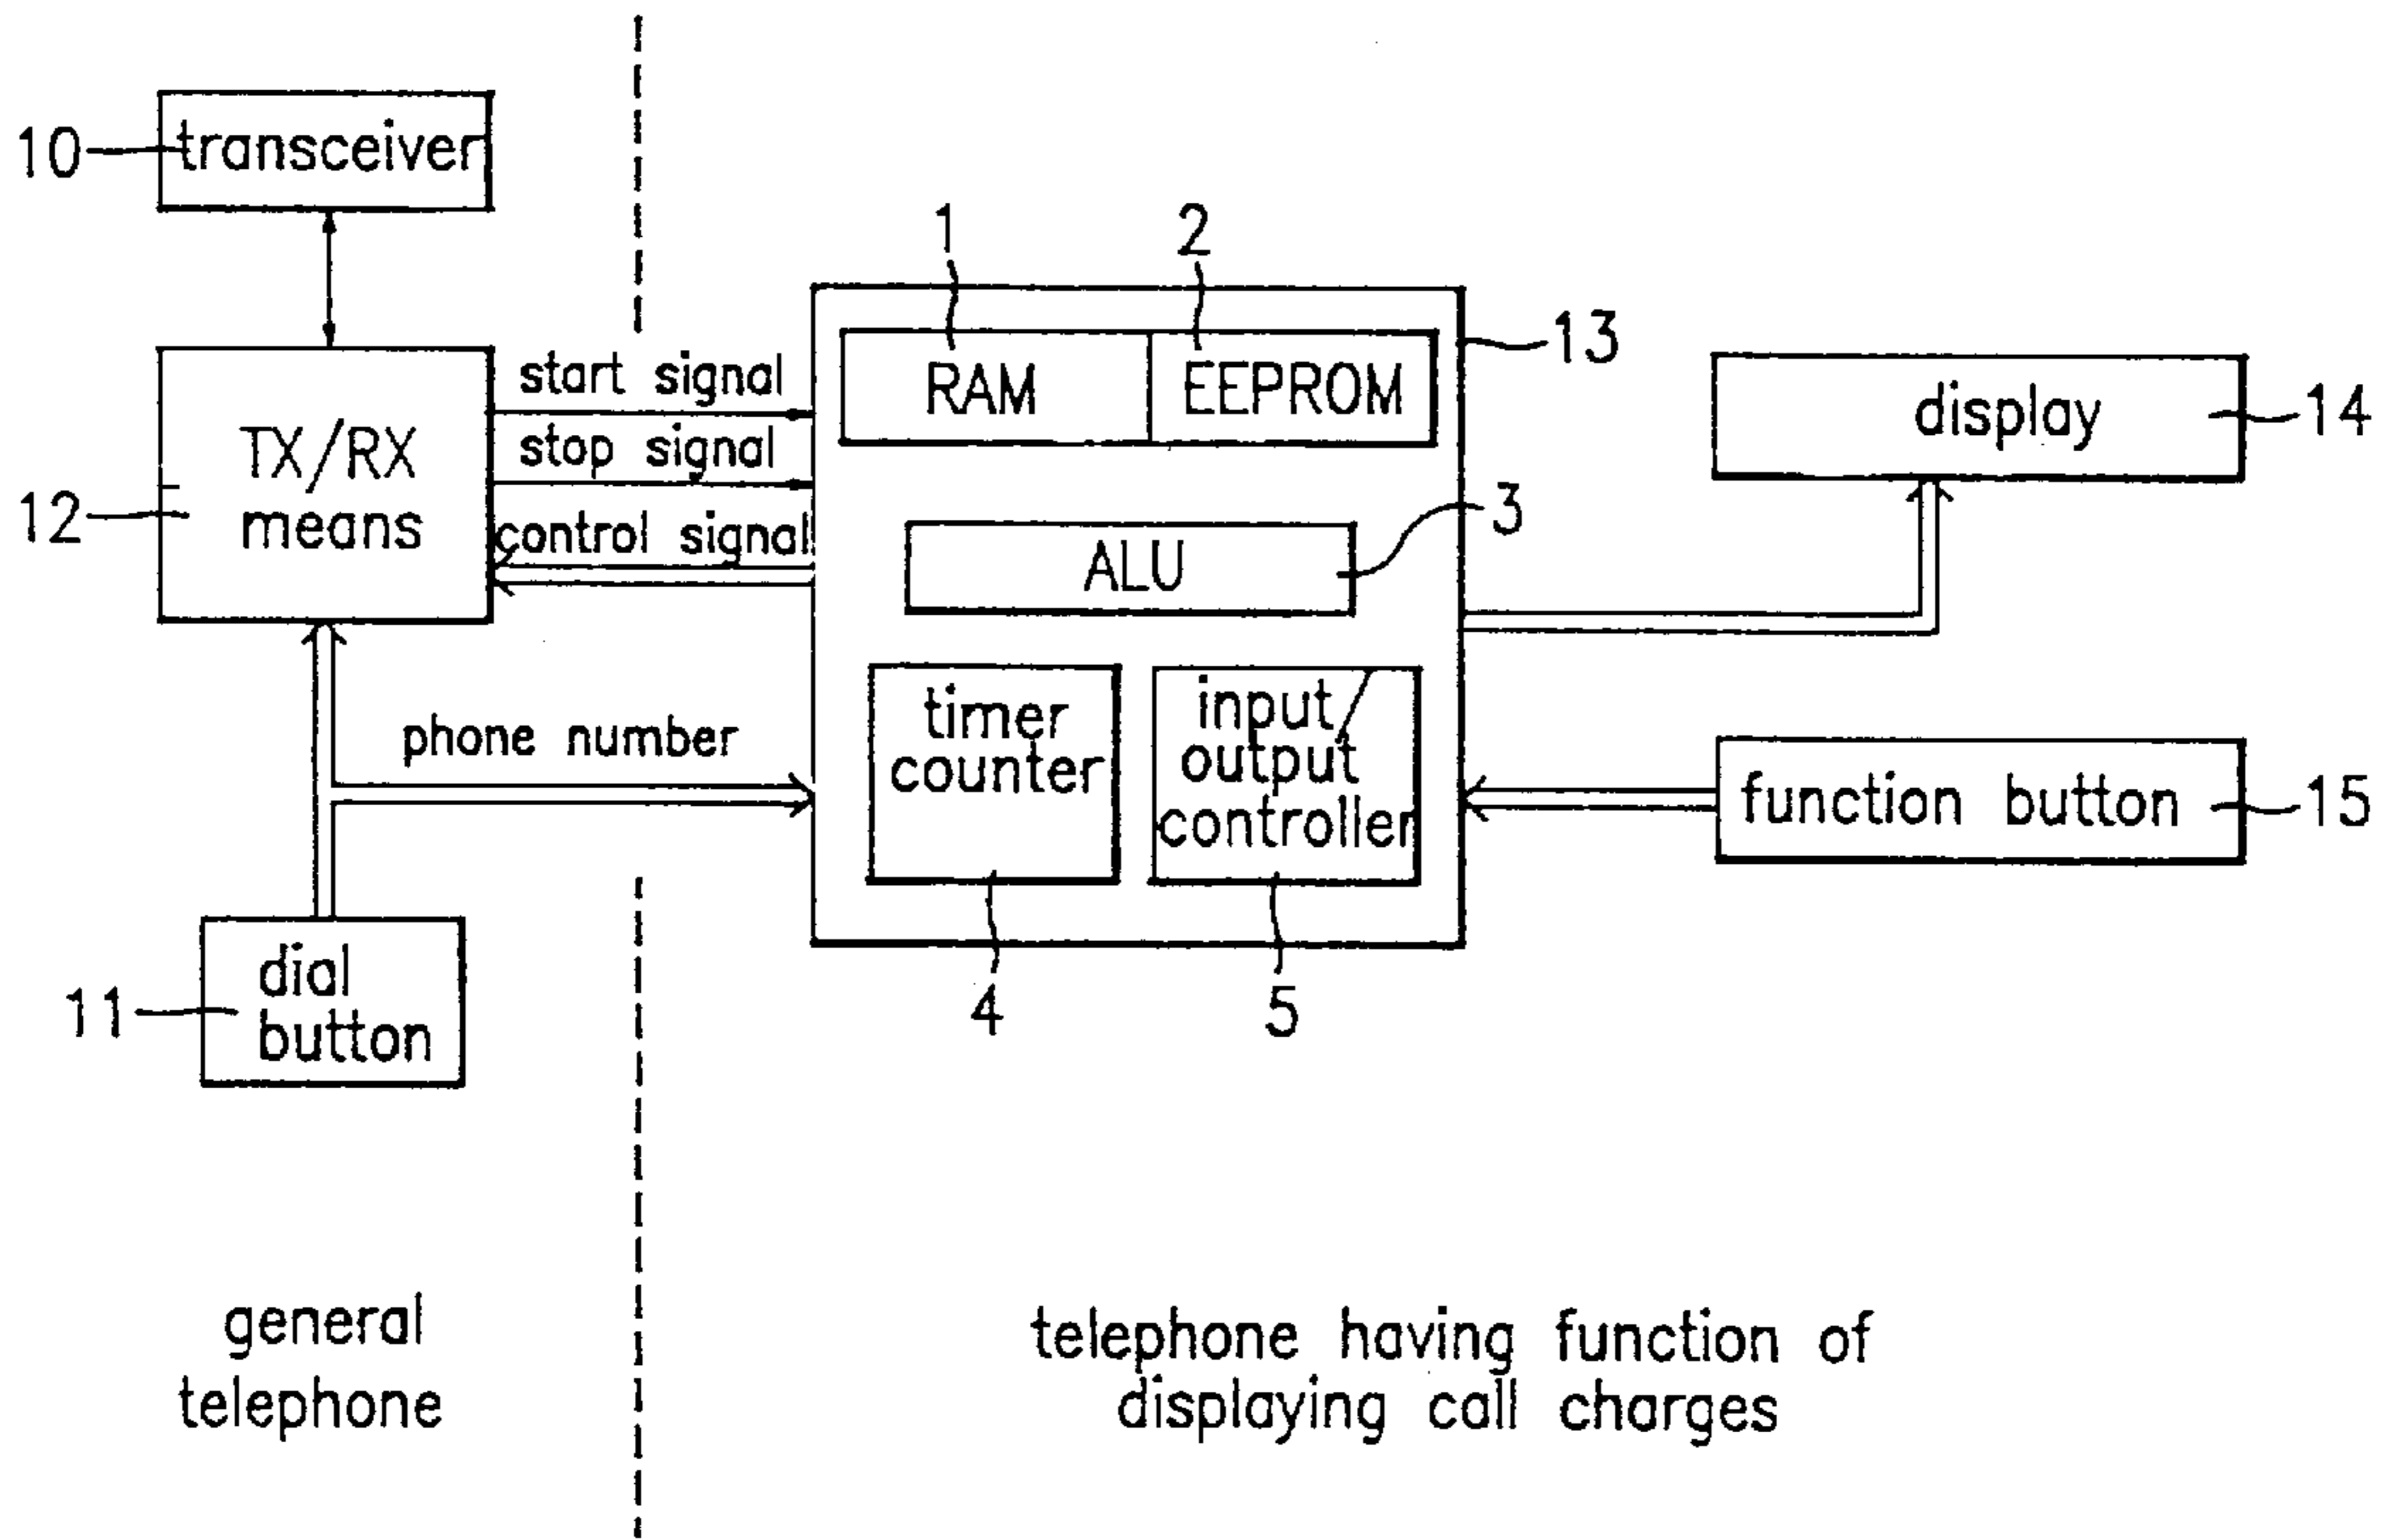 10
transceiver
12
TX/RX
means
start signal
stop signal
control signal
phone number
11
dial
button
general
telephone
1
2
13
RAM
EEPROM
3
ALU
timer
counter
input/
output
controller
4
5
display
14
function button
15
telephone having function of
displaying call charges